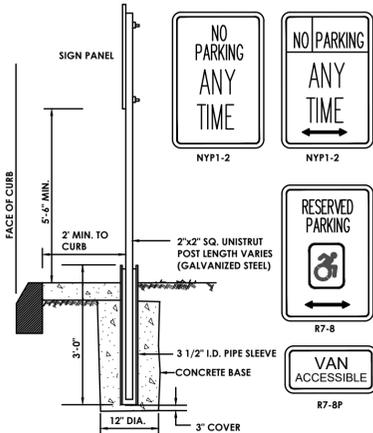 SIGN PANEL
FACE OF CURB
5'-6" MIN.
2' MIN. TO
CURB
2"x2" SQ. UNISTRUT
POST LENGTH VARIES
(GALVANIZED STEEL)
3'-0"
3 1/2" I.D. PIPE SLEEVE
CONCRETE BASE
12" DIA.
3" COVER
NO
PARKING
ANY
TIME
NYP1-2
NO PARKING
ANY
TIME
NYP1-2
RESERVED
PARKING
R7-8
VAN
ACCESSIBLE
R7-8P